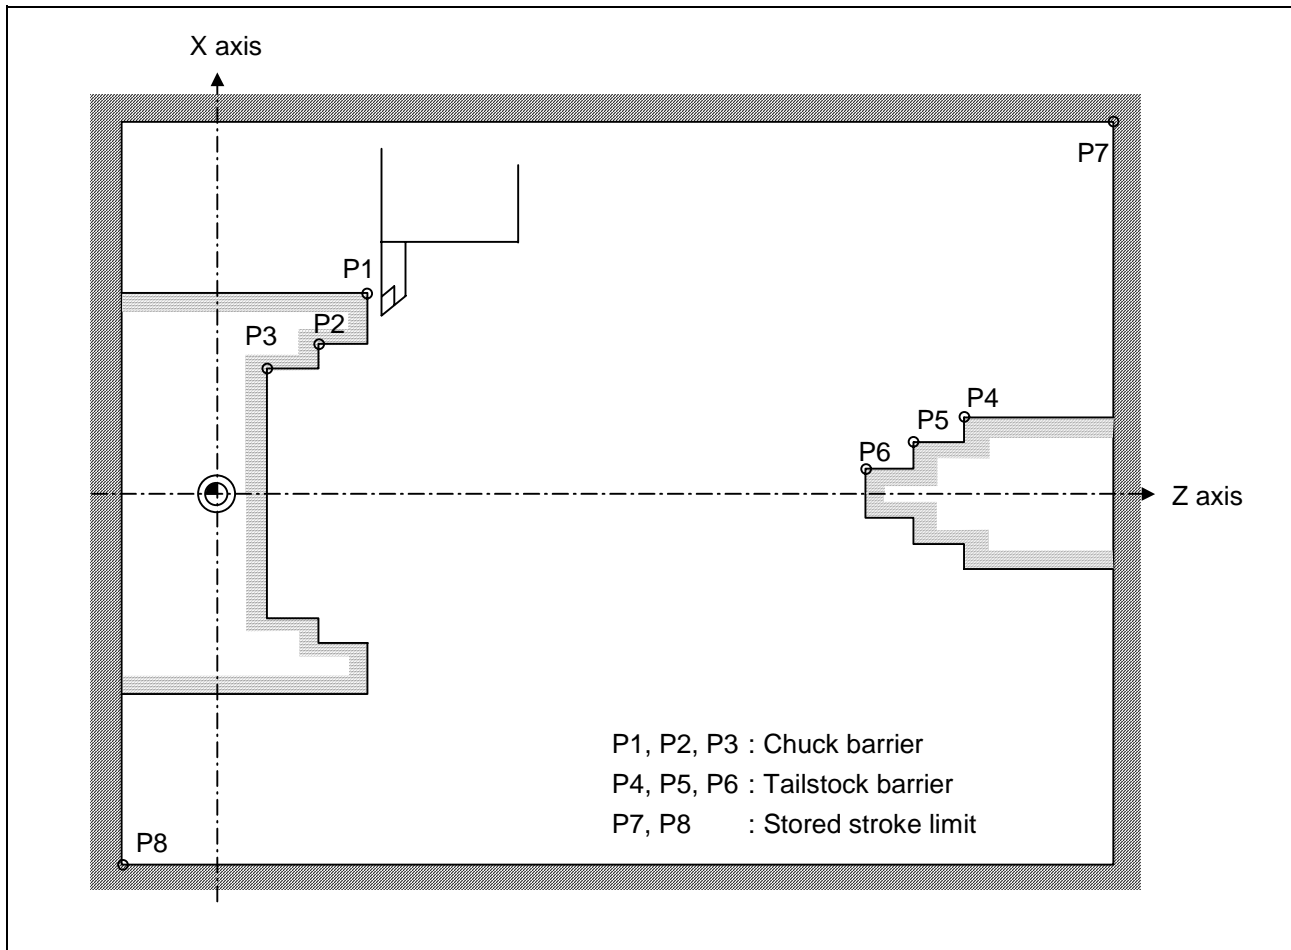 X axis
P7
P1
P2
P3
P4
P5
P6
Z axis
P1, P2, P3 : Chuck barrier
P4, P5, P6 : Tailstock barrier
P7, P8 : Stored stroke limit
P8